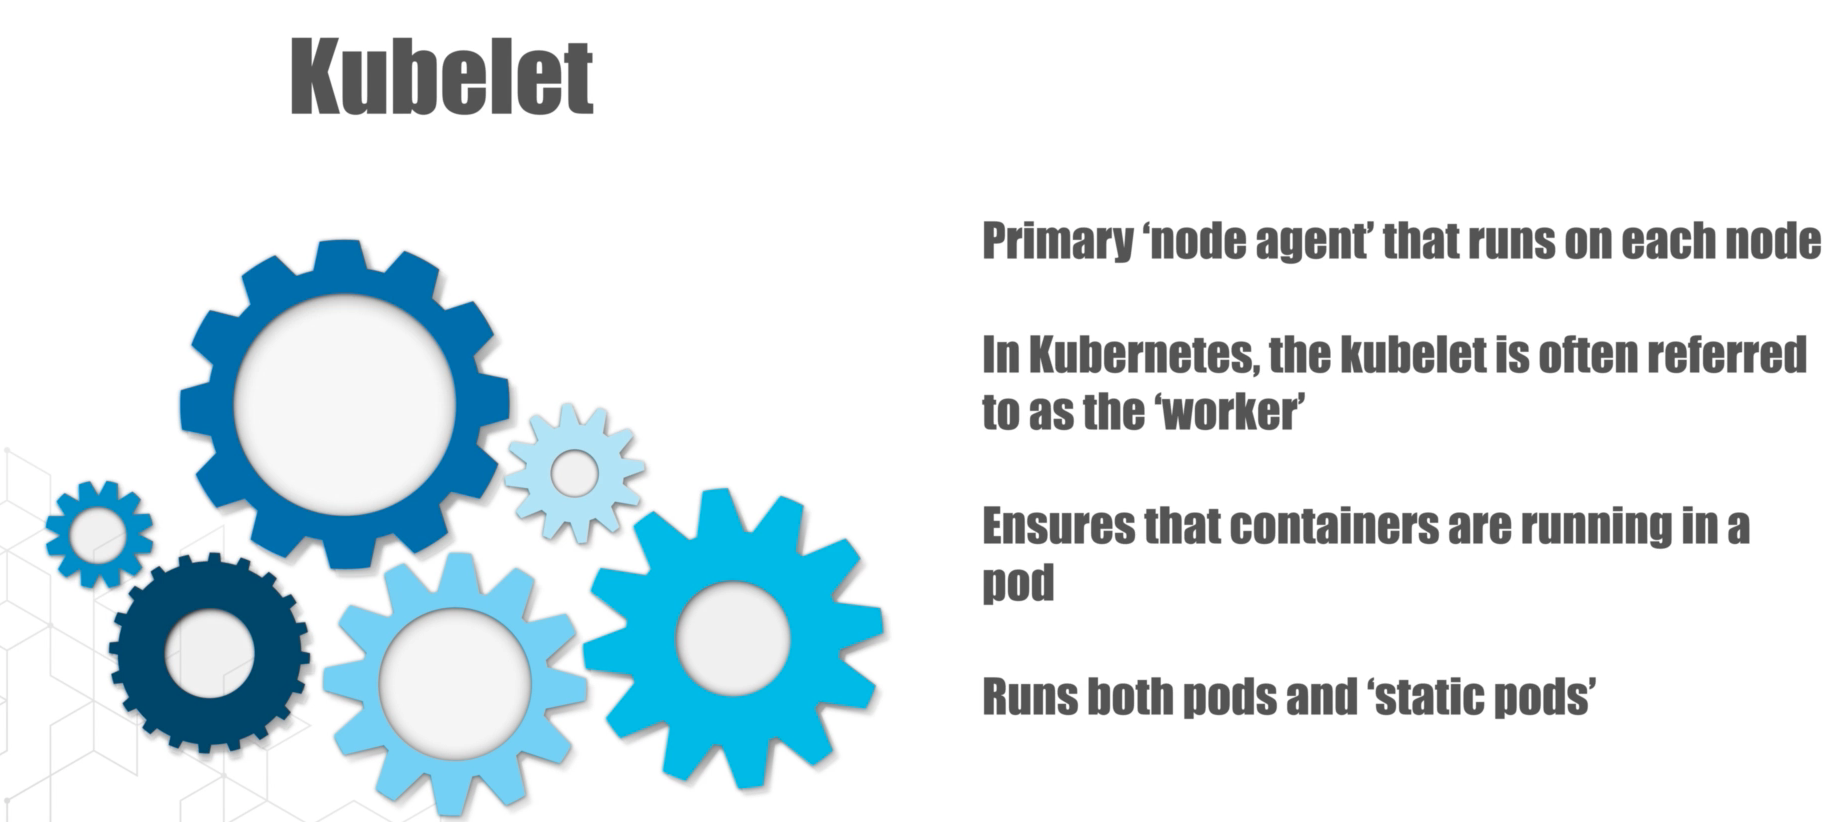 Kubelet
Primary ‘node agent’ that runs on each node
In Kubernetes, the kubelet is often referred
to as the ‘worker’
Ensures that containers are running in a
pod
Runs both pods and ‘static pods’